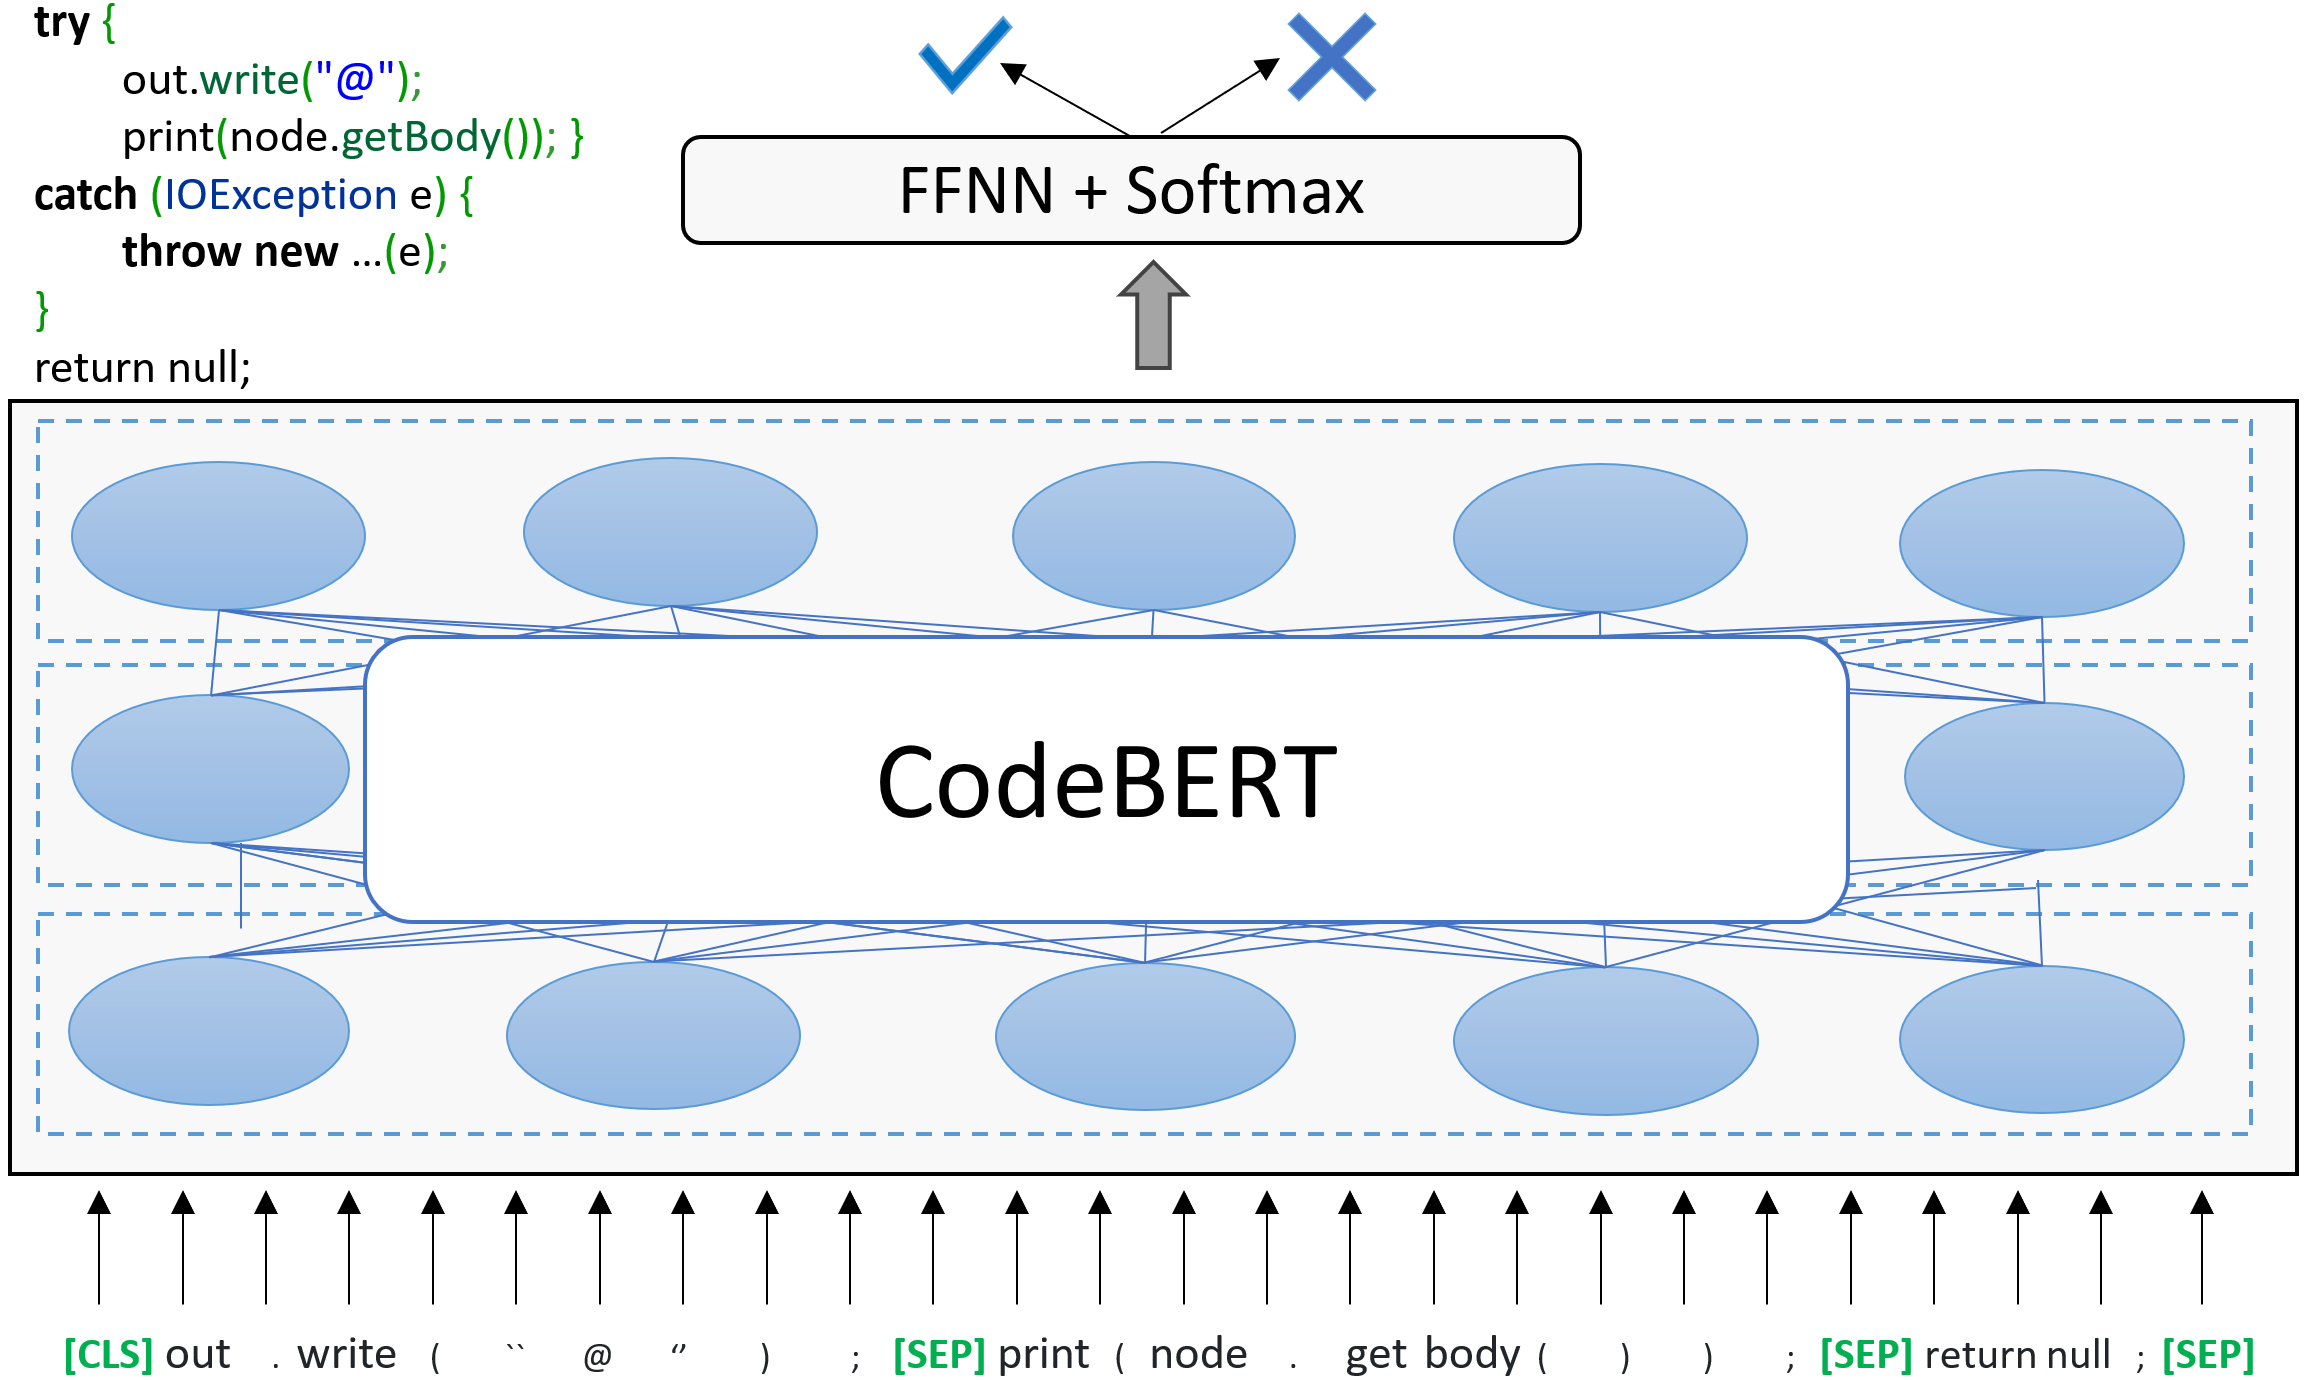 try {
out.write("@");
print(node.getBody()); }
catch (IOException e) {
throw new ...(e);
}
return null;
FFNN + Softmax
CodeBERT
[CLS] out . write ( `` @ “ ) ; [SEP] print ( node . get body ( ) ) ; [SEP] return null ; [SEP]